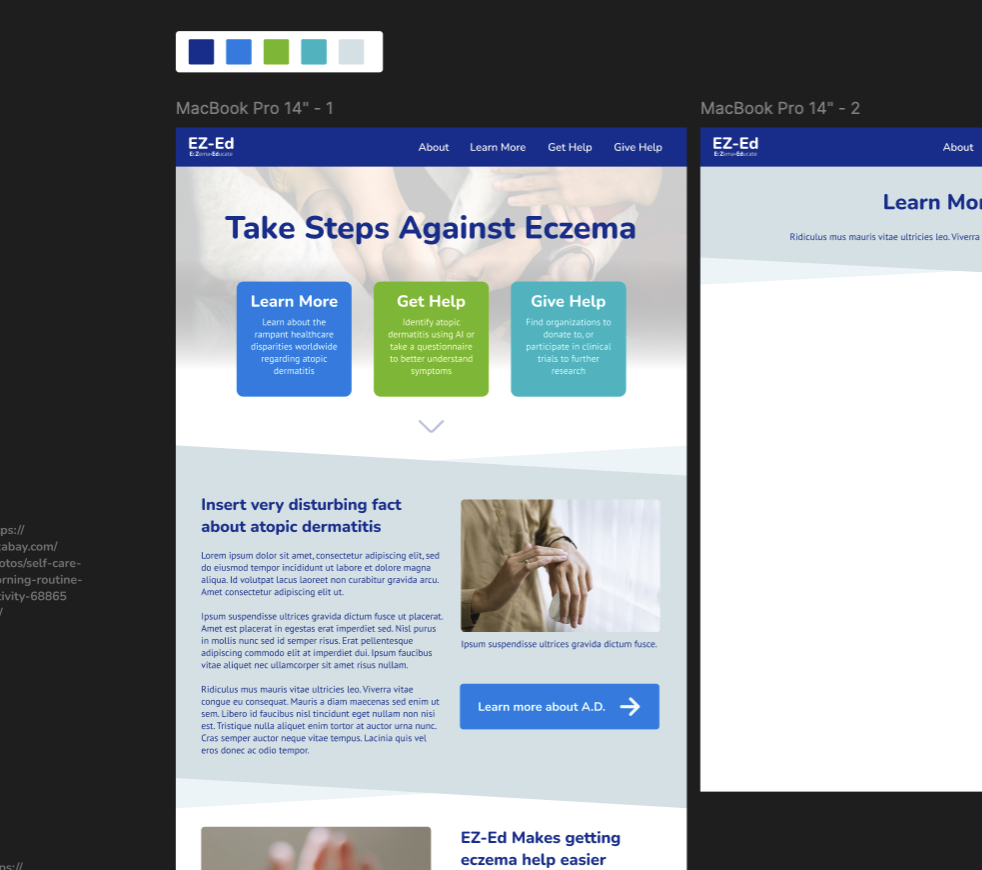 MacBook Pro 14" - 1
MacBook Pro 14" - 2
EZ-Ed
E:Zema-Educate
About Learn More Get Help Give Help
Take Steps Against Eczema
Learn More
Learn about the
rampant healthcare
disparities worldwide
regarding atopic
dermatitis
Get Help
Identify atopic
dermatitis using AI or
take a questionnaire
to better understand
symptoms
Give Help
Find organizations to
donate to, or
participate in clinical
trials to further
research
Insert very disturbing fact
about atopic dermatitis
Lorem ipsum dolor sit amet, consectetur adipiscing elit, sed
do eiusmod tempor incididunt ut labore et dolore magna
aliqua. Id volutpat lacus laoreet non curabitur gravida arcu.
Amet consectetur adipiscing elit ut.
Ipsum suspendisse ultrices gravida dictum fusce ut placerat.
Amet est placerat in egestas erat imperdiet sed. Nisl purus
in mollis nunc sed id semper risus. Erat pellentesque
adipiscing commodo elit at imperdiet dui. Ipsum faucibus
vitae aliquet nec ullamcorper sit amet risus nullam.
Ridiculus mus mauris vitae ultricies leo. Viverra vitae
congue eu consequat. Mauris a diam maecenas sed enim ut
sem. Libero id faucibus nisl tincidunt eget nullam non nisi
est. Tristique nulla aliquet enim tortor at auctor urna nunc.
Cras semper auctor neque vitae tempus. Lacinia quis vel
eros donec ac odio tempor.
Ipsum suspendisse ultrices gravida dictum fusce.
Learn more about A.D.
EZ-Ed Makes getting
eczema help easier
EZ-Ed
E:Zema-Educate
About
Learn Mor
Ridiculus mus mauris vitae ultricies leo. Viverra
ps://
abay.com/
otos/self-care-
orning-routine-
tivity-68865
/
ps://